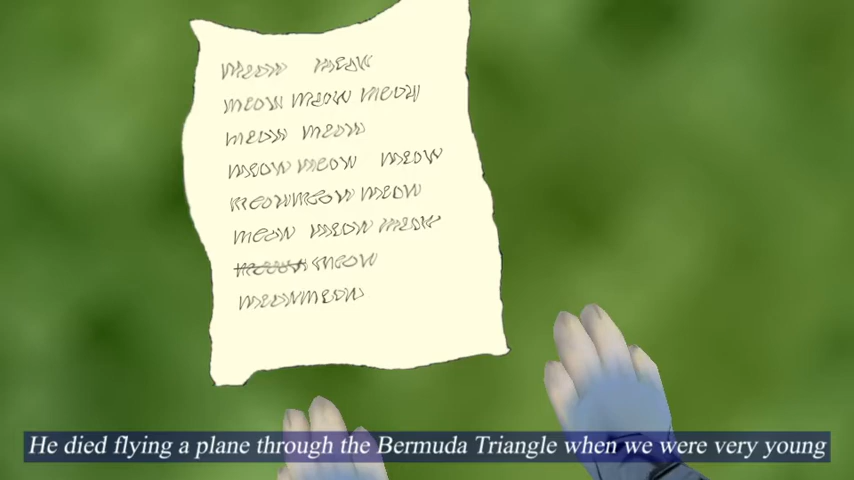 meow meow
meow meow meow
meow meow
meow meow meow
meowmeow meow
meow meow meow
meow
meowmeow
He died flying a plane through the Bermuda Triangle when we were very young